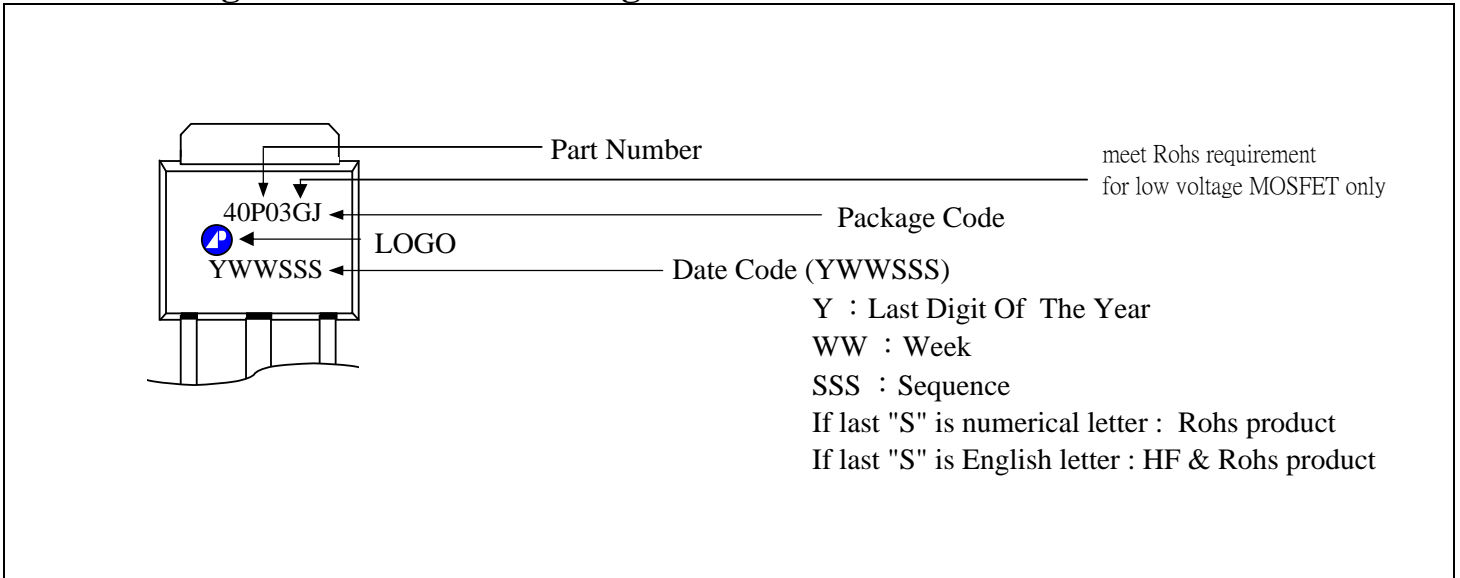 Part Number
meet Rohs requirement
for low voltage MOSFET only
40P03GJ
Package Code
LOGO
YWWSSS
Date Code (YWWSSS)
Y ：Last Digit Of The Year
WW ：Week
SSS ：Sequence
If last "S" is numerical letter : Rohs product
If last "S" is English letter : HF & Rohs product